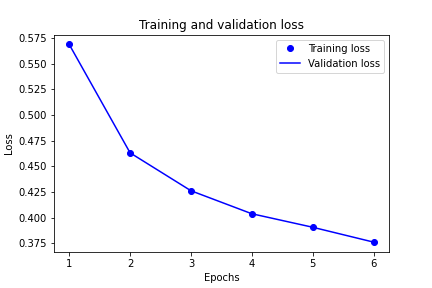 Training and validation loss
0.575
0.550
0.525
0.500
0.475
0.450
0.425
0.400
0.375
Loss
Training loss
Validation loss
1 2 3 4 5 6
Epochs